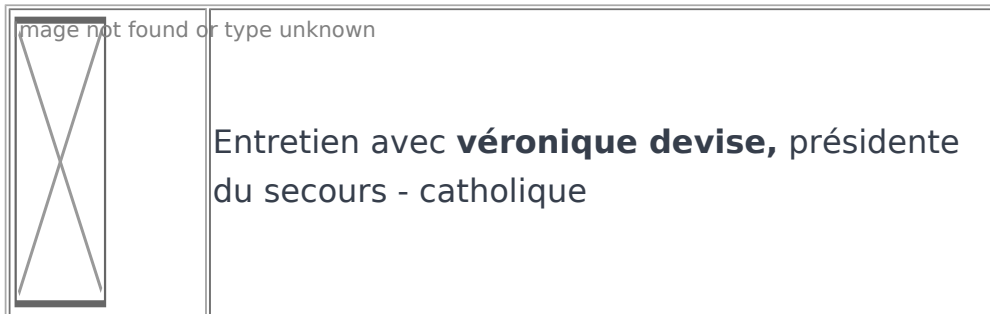 mage not found or type unknown
Entretien avec véronique devise, présidente
du secours - catholique